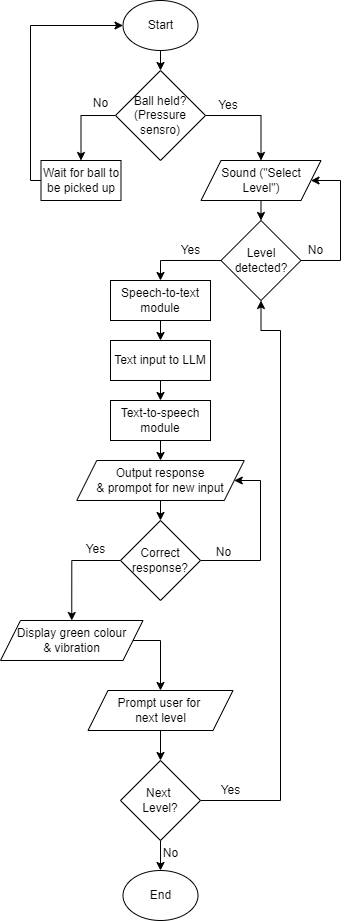 Start
Ball held?
(Pressure
sensro)
No
Yes
Wait for ball to
be picked up
Sound ("Select
Level")
Level
detected?
Yes
No
Speech-to-text
module
Text input to LLM
Text-to-speech
module
Output response
& prompot for new input
Correct
response?
Yes
No
Display green colour
& vibration
Prompt user for
next level
Next
Level?
Yes
No
End